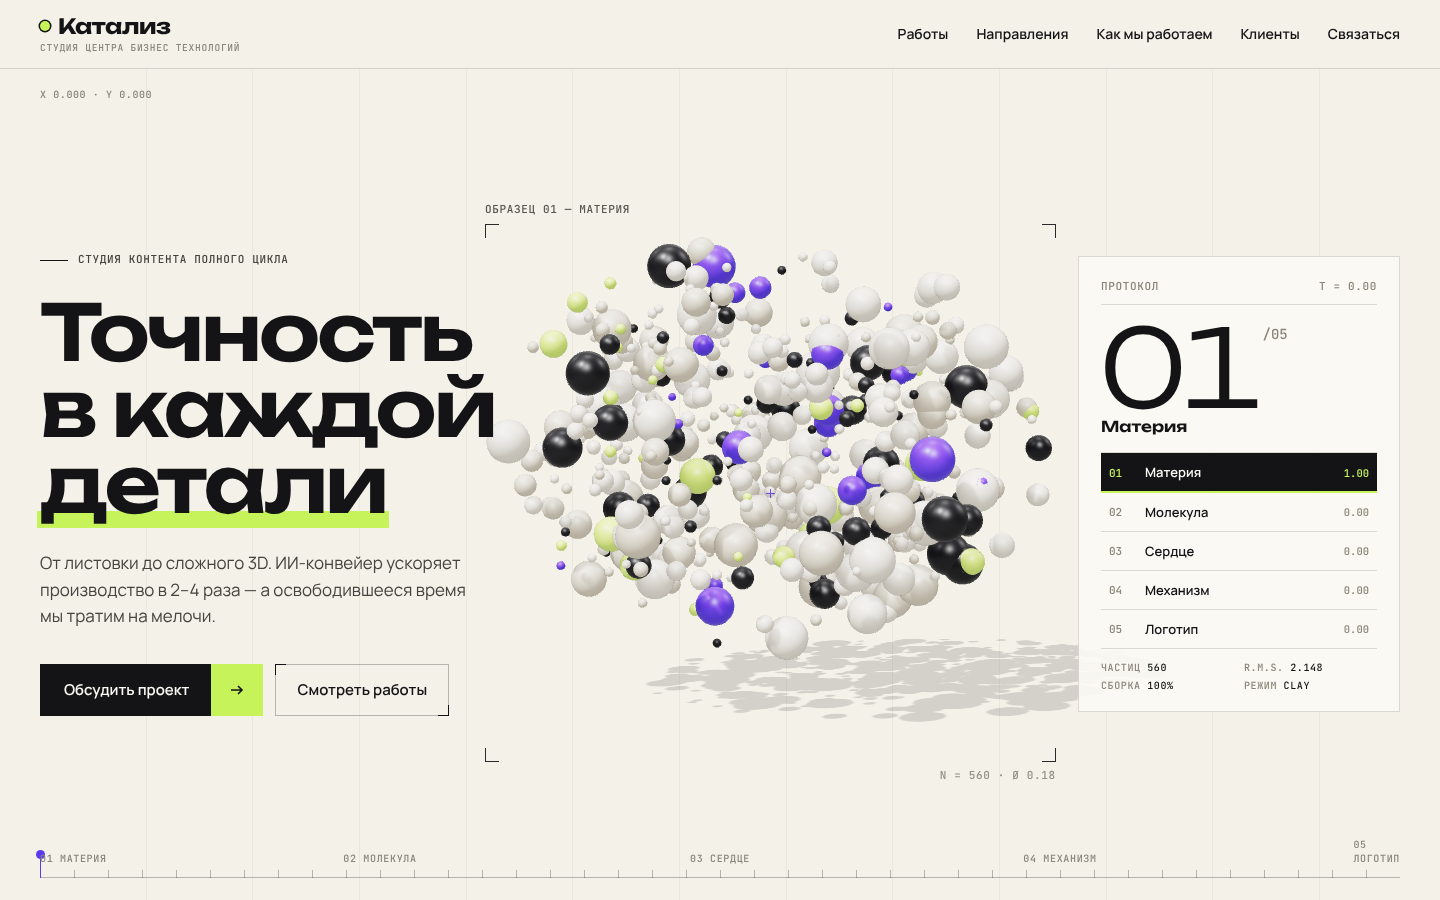 Катализ
СТУДИЯ ЦЕНТРА БИЗНЕС ТЕХНОЛОГИЙ
Работы
Направления
Как мы работаем
Клиенты
Связаться
X 0.000 · Y 0.000
ОБРАЗЕЦ 01 — МАТЕРИЯ
СТУДИЯ КОНТЕНТА ПОЛНОГО ЦИКЛА
Точность
в каждой
детали
От листовки до сложного 3D. ИИ-конвейер ускоряет
производство в 2–4 раза — а освободившееся время
мы тратим на мелочи.
Обсудить проект →
Смотреть работы
N = 560 · Ø 0.18
ПРОТОКОЛ T = 0.00
01 /05
Материя
01 Материя 1.00
02 Молекула 0.00
03 Сердце 0.00
04 Механизм 0.00
05 Логотип 0.00
ЧАСТИЦ 560 R.M.S. 2.148
СБОРКА 100% РЕЖИМ CLAY
01 МАТЕРИЯ
02 МОЛЕКУЛА
03 СЕРДЦЕ
04 МЕХАНИЗМ
05
ЛОГОТИП